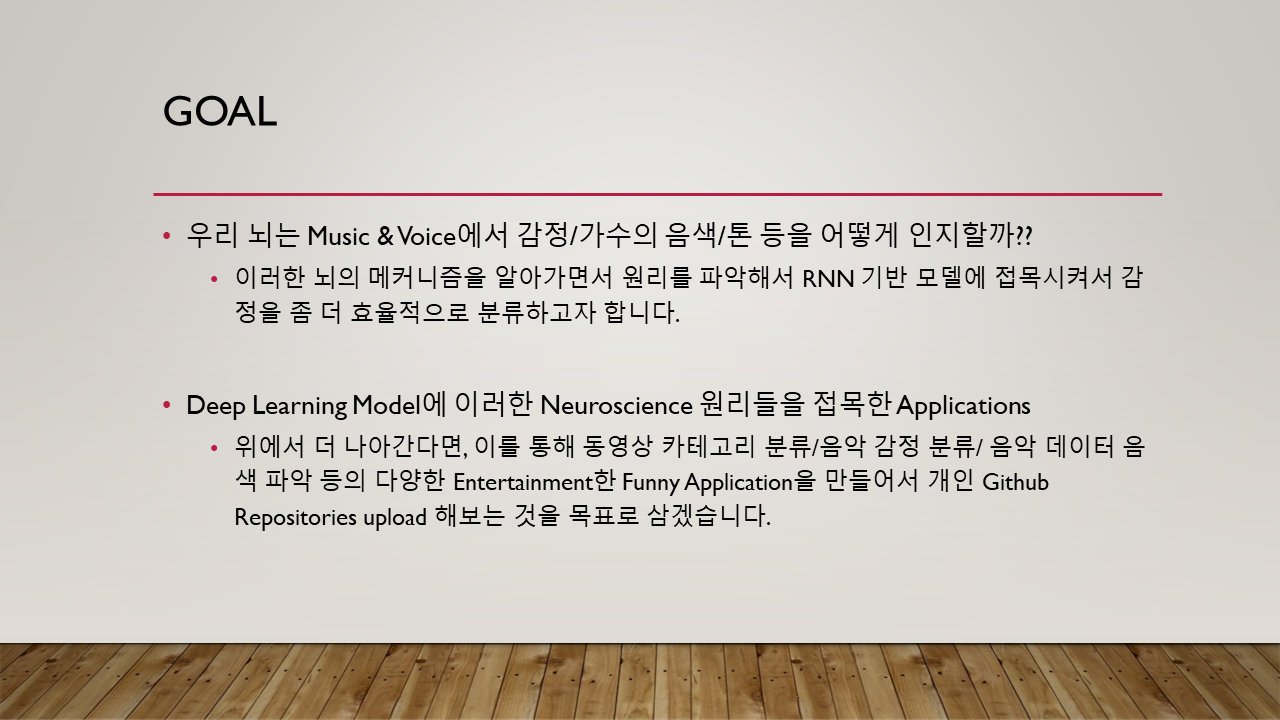 GOAL
• 우리 뇌는 Music & Voice에서 감정/가수의 음색/톤 등을 어떻게 인지할까??
• 이러한 뇌의 메커니즘을 알아가면서 원리를 파악해서 RNN 기반 모델에 접목시켜서 감
정을 좀 더 효율적으로 분류하고자 합니다.
• Deep Learning Model에 이러한 Neuroscience 원리들을 접목한 Applications
• 위에서 더 나아간다면, 이를 통해 동영상 카테고리 분류/음악 감정 분류/ 음악 데이터 음
색 파악 등의 다양한 Entertainment한 Funny Application을 만들어서 개인 Github
Repositories upload 해보는 것을 목표로 삼겠습니다.